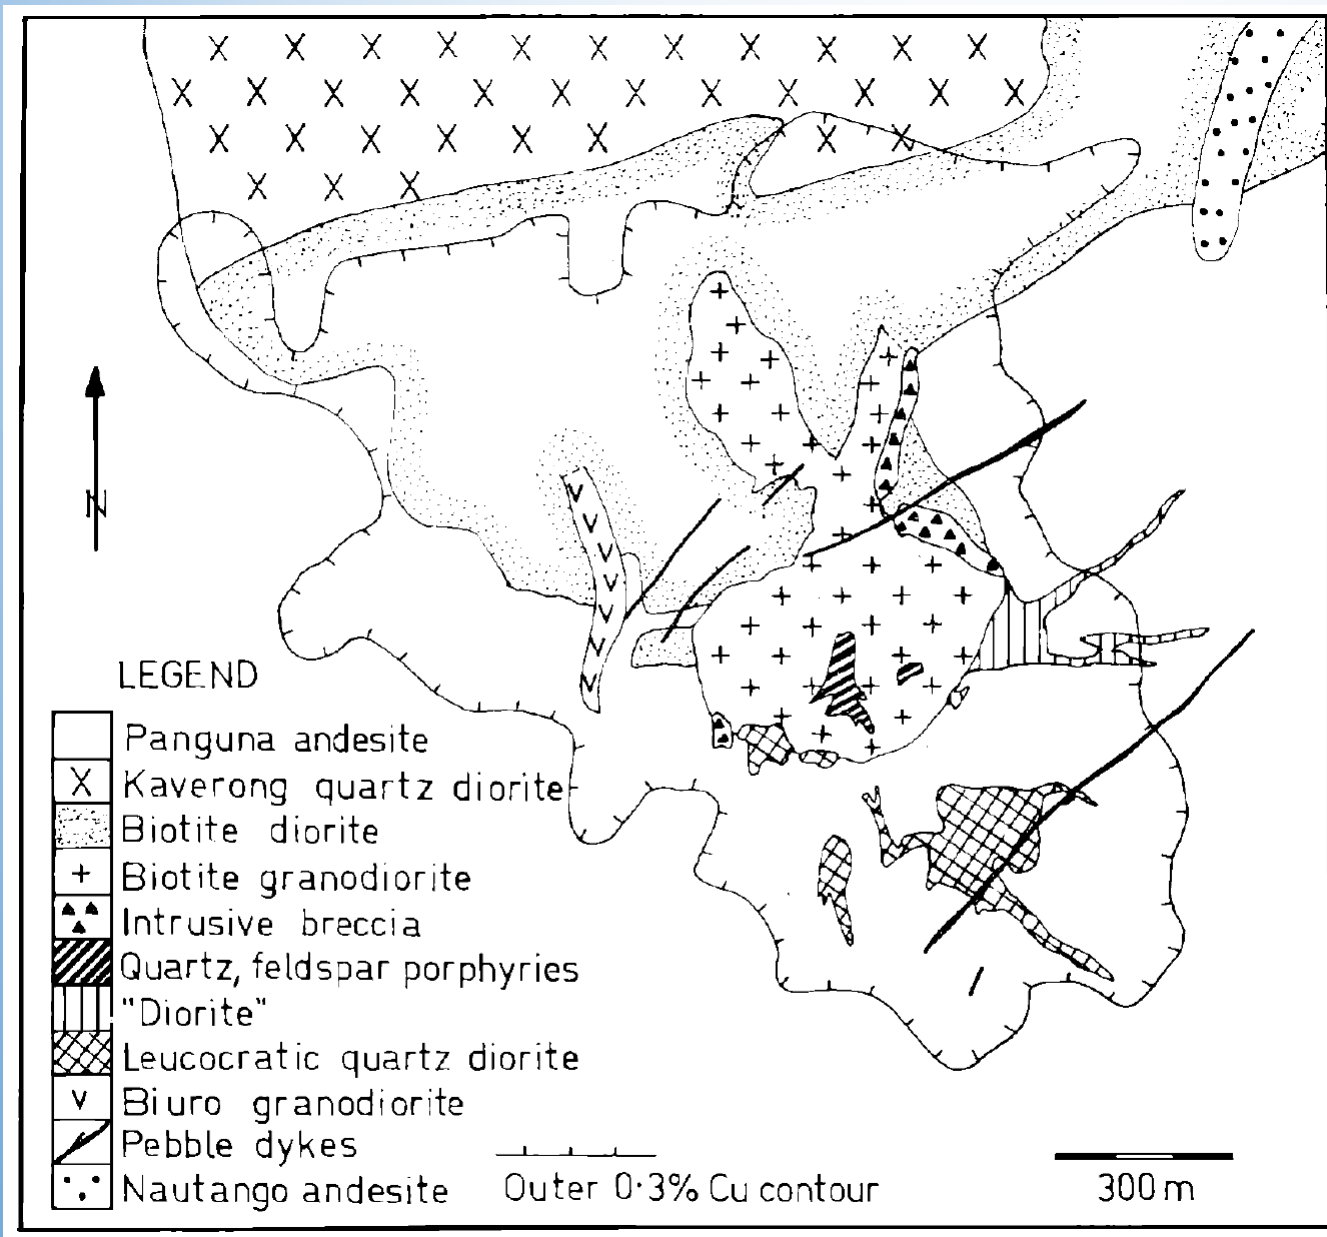 N
LEGEND
Panguna andesite
Kaverong quartz diorite
Biotite diorite
Biotite granodiorite
Intrusive breccia
Quartz, feldspar porphyries
"Diorite"
Leucocratic quartz diorite
Biuro granodiorite
Pebble dykes
Nautango andesite
Outer 0·3% Cu contour
300m